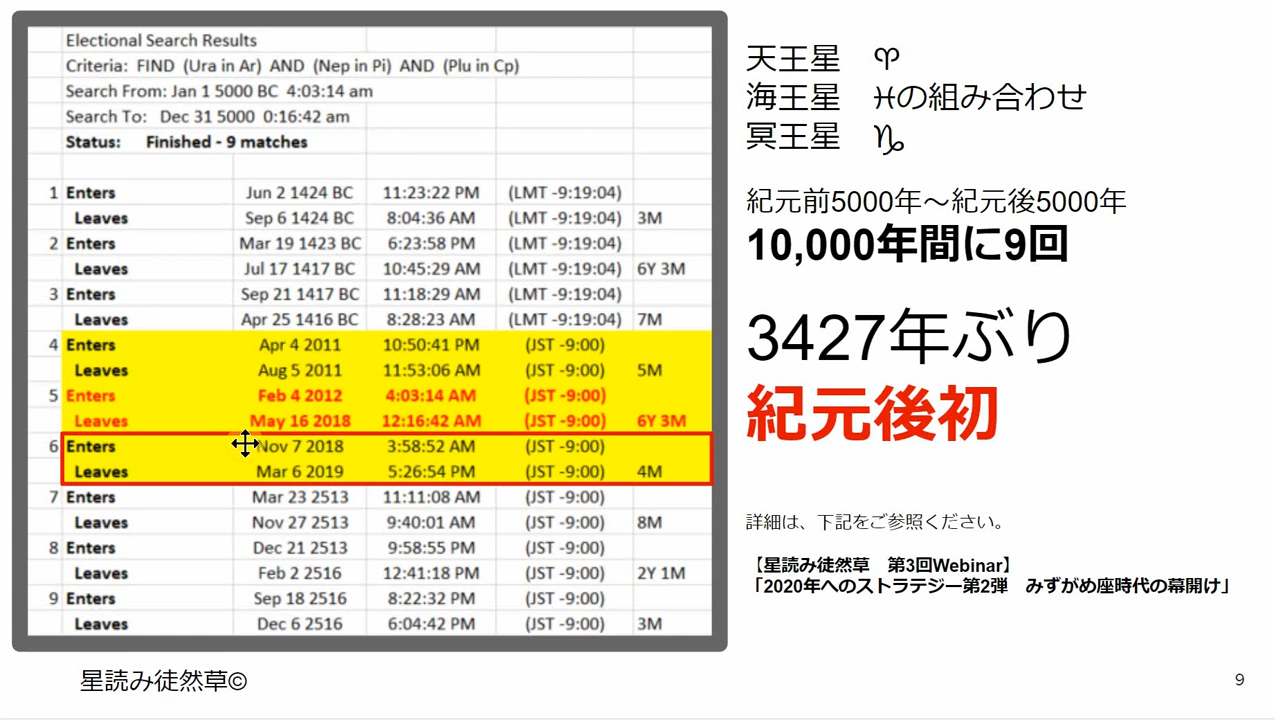 Electional Search Results
Criteria: FIND (Ura in Ar) AND (Nep in Pi) AND (Plu in Cp)
Search From: Jan 1 5000 BC 4:03:14 am
Search To: Dec 31 5000 0:16:42 am
Status: Finished - 9 matches
1 Enters Jun 2 1424 BC 11:23:22 PM (LMT -9:19:04)
Leaves Sep 6 1424 BC 8:04:36 AM (LMT -9:19:04) 3M
2 Enters Mar 19 1423 BC 6:23:58 PM (LMT -9:19:04)
Leaves Jul 17 1417 BC 10:45:29 AM (LMT -9:19:04) 6Y 3M
3 Enters Sep 21 1417 BC 11:18:29 AM (LMT -9:19:04)
Leaves Apr 25 1416 BC 8:28:23 AM (LMT -9:19:04) 7M
4 Enters Apr 4 2011 10:50:41 PM (JST -9:00)
Leaves Aug 5 2011 11:53:06 AM (JST -9:00) 5M
5 Enters Feb 4 2012 4:03:14 AM (JST -9:00)
Leaves May 16 2018 12:16:42 AM (JST -9:00) 6Y 3M
6 Enters Nov 7 2018 3:58:52 AM (JST -9:00)
Leaves Mar 6 2019 5:26:54 PM (JST -9:00) 4M
7 Enters Mar 23 2513 11:11:08 AM (JST -9:00)
Leaves Nov 27 2513 9:40:01 AM (JST -9:00) 8M
8 Enters Dec 21 2513 9:58:55 PM (JST -9:00)
Leaves Feb 2 2516 12:41:18 PM (JST -9:00) 2Y 1M
9 Enters Sep 18 2516 8:22:32 PM (JST -9:00)
Leaves Dec 6 2516 6:04:42 PM (JST -9:00) 3M
天王星 ♈
海王星 ♓の組み合わせ
冥王星 ♑
紀元前5000年～紀元後5000年
10,000年間に9回
3427年ぶり
紀元後初
詳細は、下記をご参照ください。
【星読み徒然草　第3回Webinar】
「2020年へのストラテジー第2弾　みずがめ座時代の幕開け」
星読み徒然草©
9